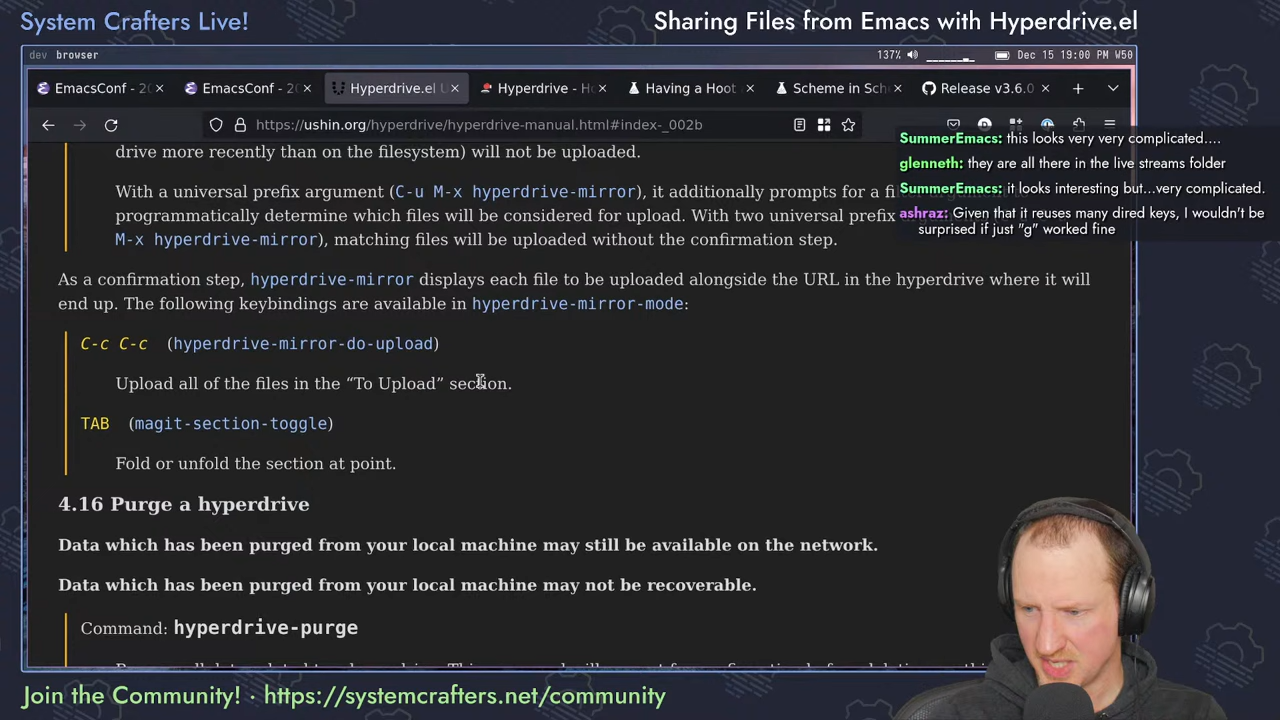 System Crafters Live!
Sharing Files from Emacs with Hyperdrive.el
dev browser
137% Dec 15 19:00 PM W50
EmacsConf - 20
EmacsConf - 20
Hyperdrive.el U
Hyperdrive - Ho
Having a Hoot
Scheme in Sch
Release v3.6.0
https://ushin.org/hyperdrive/hyperdrive-manual.html#index-_002b
SummerEmacs: this looks very very complicated....
glenneth: they are all there in the live streams folder
SummerEmacs: it looks interesting but...very complicated.
ashraz: Given that it reuses many dired keys, I wouldn't be
surprised if just "g" worked fine
drive more recently than on the filesystem) will not be uploaded.
With a universal prefix argument (C-u M-x hyperdrive-mirror), it additionally prompts for a
programmatically determine which files will be considered for upload. With two universal prefix
M-x hyperdrive-mirror), matching files will be uploaded without the confirmation step.
As a confirmation step, hyperdrive-mirror displays each file to be uploaded alongside the URL in the hyperdrive where it will
end up. The following keybindings are available in hyperdrive-mirror-mode:
C-c C-c (hyperdrive-mirror-do-upload)
Upload all of the files in the “To Upload” section.
TAB (magit-section-toggle)
Fold or unfold the section at point.
4.16 Purge a hyperdrive
Data which has been purged from your local machine may still be available on the network.
Data which has been purged from your local machine may not be recoverable.
Command: hyperdrive-purge
Join the Community! · https://systemcrafters.net/community